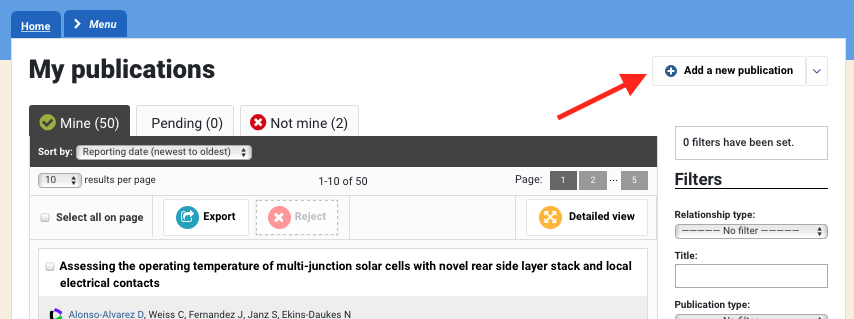 Home
Menu
My publications
Add a new publication
Mine (50)
Pending (0)
Not mine (2)
Sort by: Reporting date (newest to oldest)
0 filters have been set.
10 results per page
1-10 of 50
Page: 1 2 ... 5
Filters
Select all on page
Export
Reject
Detailed view
Relationship type:
————— No filter —————
Title:
Assessing the operating temperature of multi-junction solar cells with novel rear side layer stack and local
electrical contacts
Publication type:
Alonso-Alvarez D, Weiss C, Fernandez J, Janz S, Ekins-Daukes N
————— No filter —————